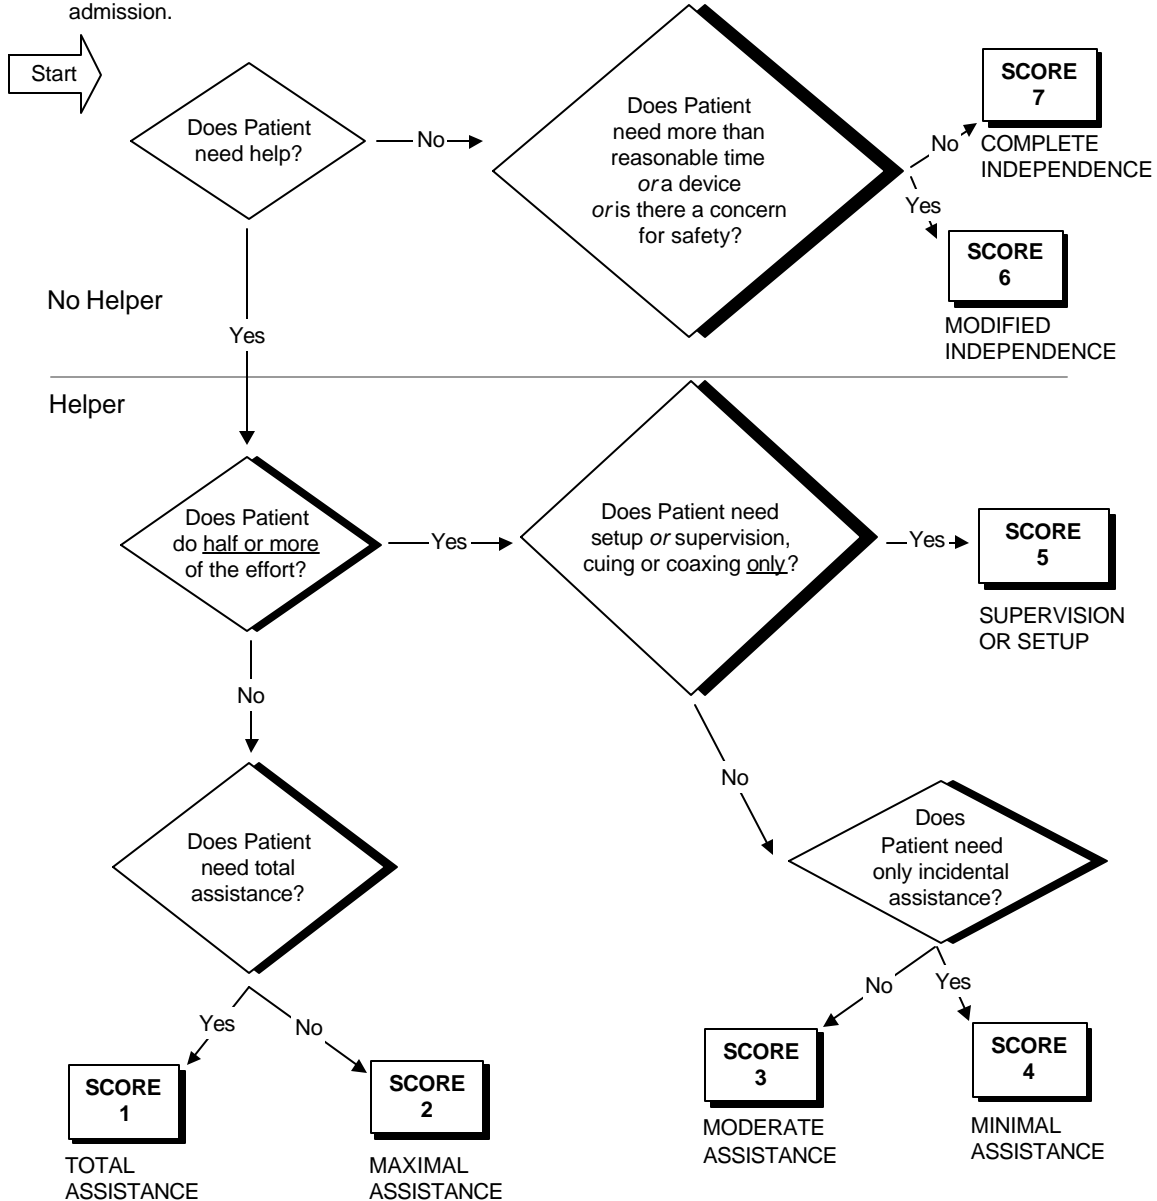 admission.
Start
Does Patient
need help?
No
Does Patient
need more than
reasonable time
or a device
or is there a concern
for safety?
No
SCORE
7
COMPLETE
INDEPENDENCE
Yes
SCORE
6
MODIFIED
INDEPENDENCE
No Helper
Yes
Helper
Does Patient
do half or more
of the effort?
Yes
Does Patient need
setup or supervision,
cuing or coaxing only?
Yes
SCORE
5
SUPERVISION
OR SETUP
No
No
Does Patient
need total
assistance?
Does
Patient need
only incidental
assistance?
Yes
No
SCORE
1
TOTAL
ASSISTANCE
SCORE
2
MAXIMAL
ASSISTANCE
No
Yes
SCORE
3
MODERATE
ASSISTANCE
SCORE
4
MINIMAL
ASSISTANCE